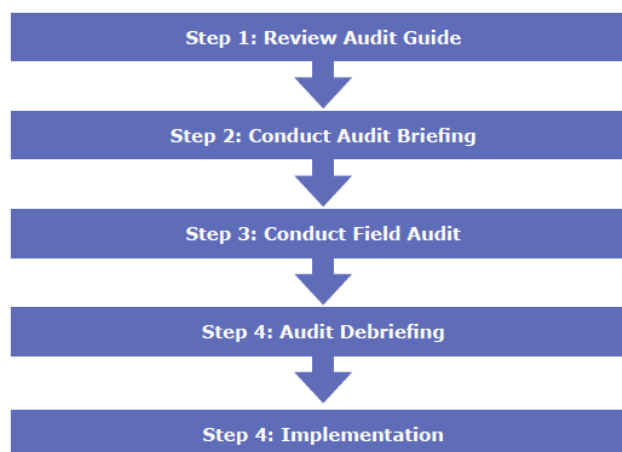 Step 1: Review Audit Guide
Step 2: Conduct Audit Briefing
Step 3: Conduct Field Audit
Step 4: Audit Debriefing
Step 4: Implementation